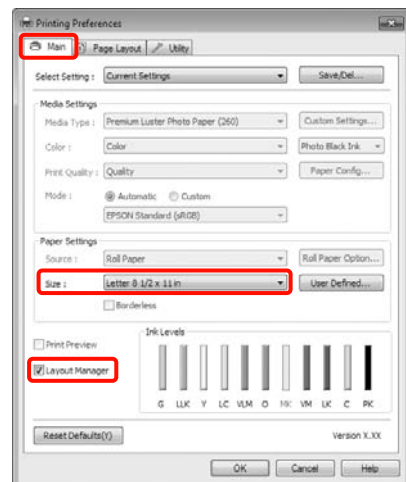 Printing Preferences
Main Page Layout Utility
Select Setting : Current Settings Save/Del...
Media Settings
Media Type : Premium Luster Photo Paper (260) Custom Settings...
Color : Color Photo Black Ink
Print Quality : Quality Paper Config...
Mode : Automatic Custom
EPSON Standard (sRGB)
Paper Settings
Source : Roll Paper Roll Paper Option...
Size : Letter 8 1/2 x 11 in User Defined...
Borderless
Ink Levels
Print Preview
Layout Manager
G LLK Y LC VLM O MK VM LK C PK
Reset Defaults(Y) Version X.XX
OK Cancel Help